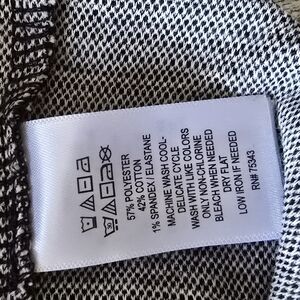 57% POLYESTER
42% COTTON
1% SPANDEX / ELASTANE
MACHINE WASH COOL-
DELICATE CYCLE
WASH WITH LIKE COLORS
ONLY NON-CHLORINE
BLEACH WHEN NEEDED
DRY FLAT
LOW IRON IF NEEDED
RN# 75343